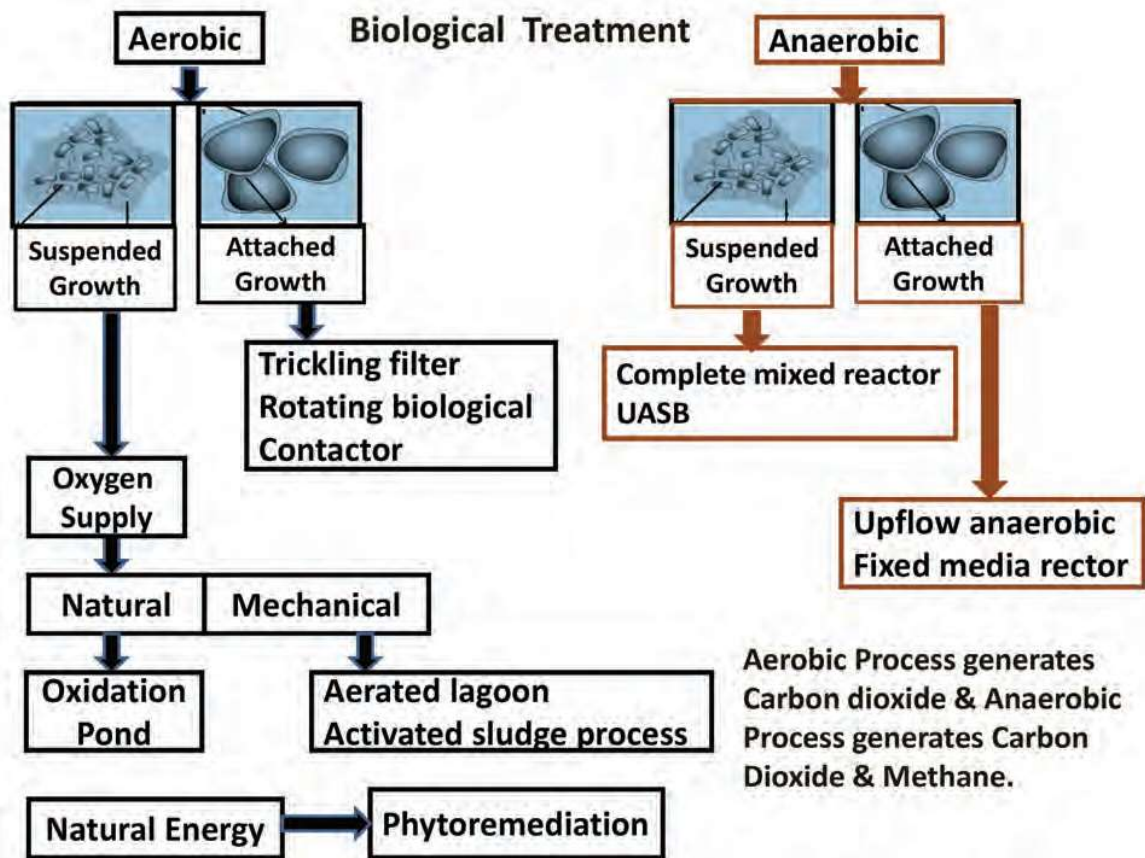 Biological Treatment
Aerobic
Suspended
Growth
Attached
Growth
Trickling filter
Rotating biological
Contactor
Oxygen
Supply
Natural
Mechanical
Oxidation
Pond
Aerated lagoon
Activated sludge process
Natural Energy
Phytoremediation
Anaerobic
Suspended
Growth
Attached
Growth
Complete mixed reactor
UASB
Upflow anaerobic
Fixed media rector
Aerobic Process generates
Carbon dioxide & Anaerobic
Process generates Carbon
Dioxide & Methane.